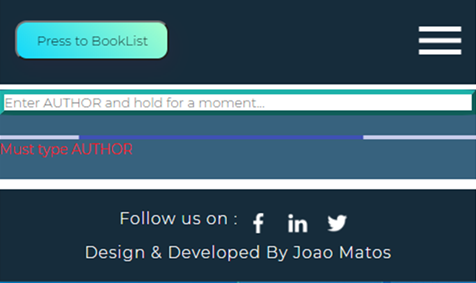 Press to BookList
Enter AUTHOR and hold for a moment...
Must type AUTHOR
Follow us on :
Design & Developed By Joao Matos